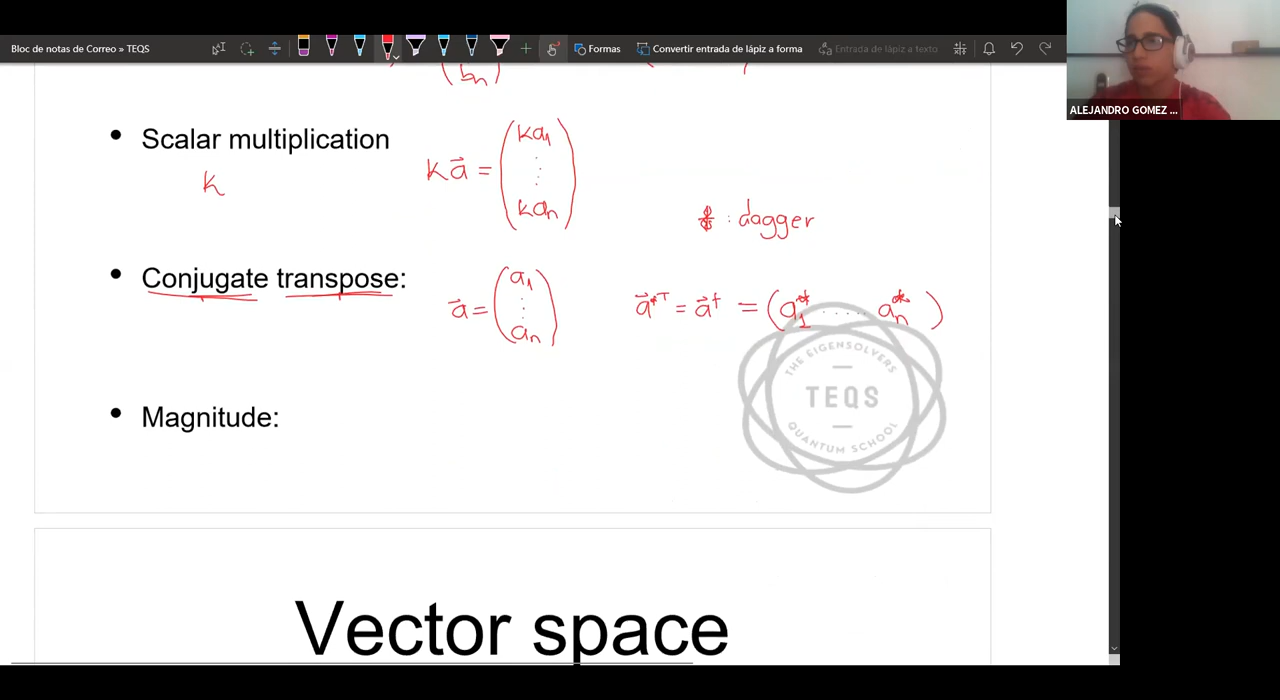 Bloc de notas de Correo » TEQS
Formas
Convertir entrada de lápiz a forma
Entrada de lápiz a texto
ALEJANDRO GOMEZ ...
bn
• Scalar multiplication
k
k a⃗ = (ka1 ⋮ kan)
‡ : dagger
• Conjugate transpose:
a⃗ = (a1 ⋮ an)
a⃗*ᵀ = a⃗† = (a1* ..... an*)
THE EIGENSOLVERS
TEQS
QUANTUM SCHOOL
• Magnitude:
Vector space